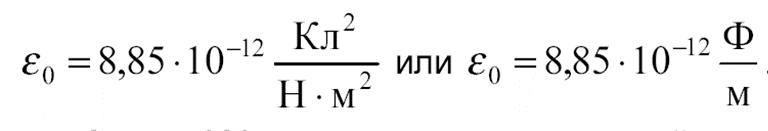 ε₀ = 8,85 · 10⁻¹² Кл² / (Н · м²) или ε₀ = 8,85 · 10⁻¹² Ф / м.